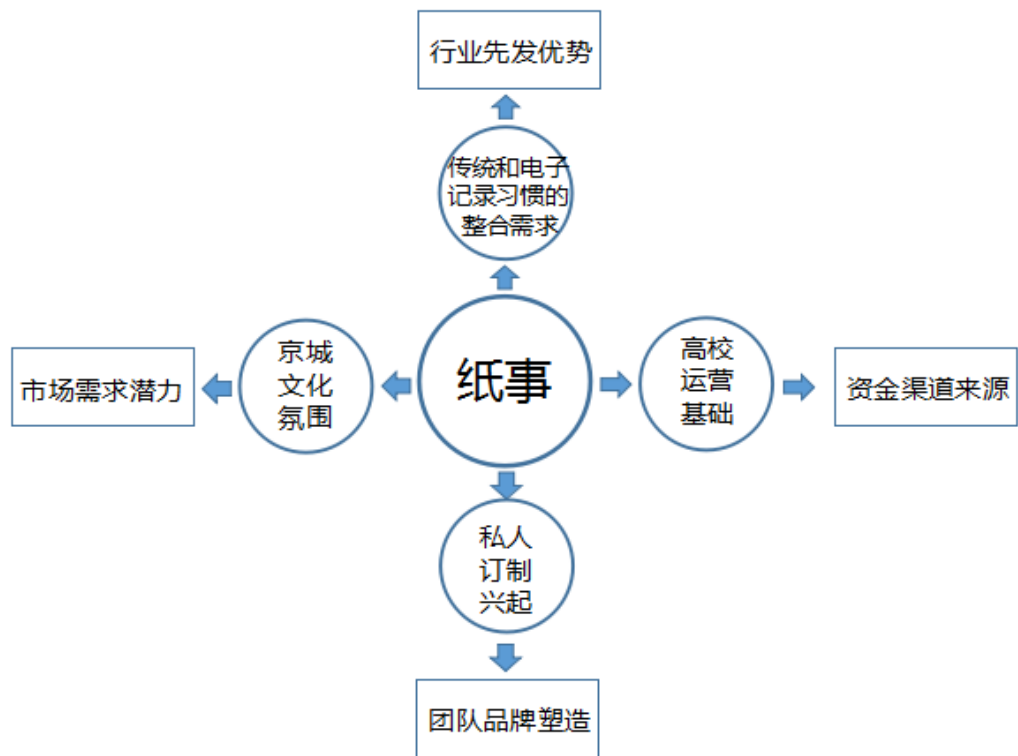 行业先发优势
传统和电子
记录习惯的
整合需求
京城
文化
氛围
市场需求潜力
纸事
高校
运营
基础
资金渠道来源
私人
订制
兴起
团队品牌塑造